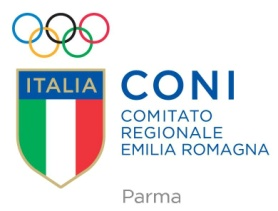 ITALIA
CONI
COMITATO
REGIONALE
EMILIA ROMAGNA
Parma